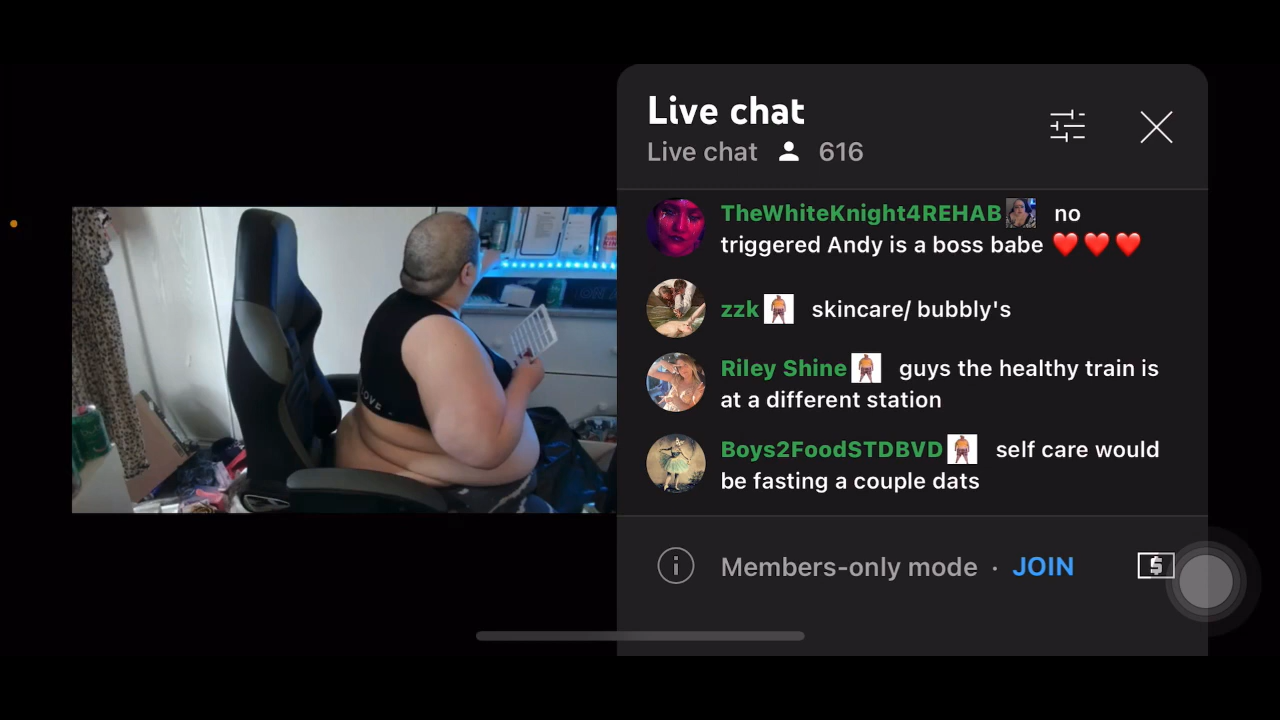 Live chat
Live chat 616
TheWhiteKnight4REHAB no
triggered Andy is a boss babe ❤️❤️❤️
zzk skincare/ bubbly's
Riley Shine guys the healthy train is
at a different station
Boys2FoodSTDBVD self care would
be fasting a couple dats
Members-only mode · JOIN